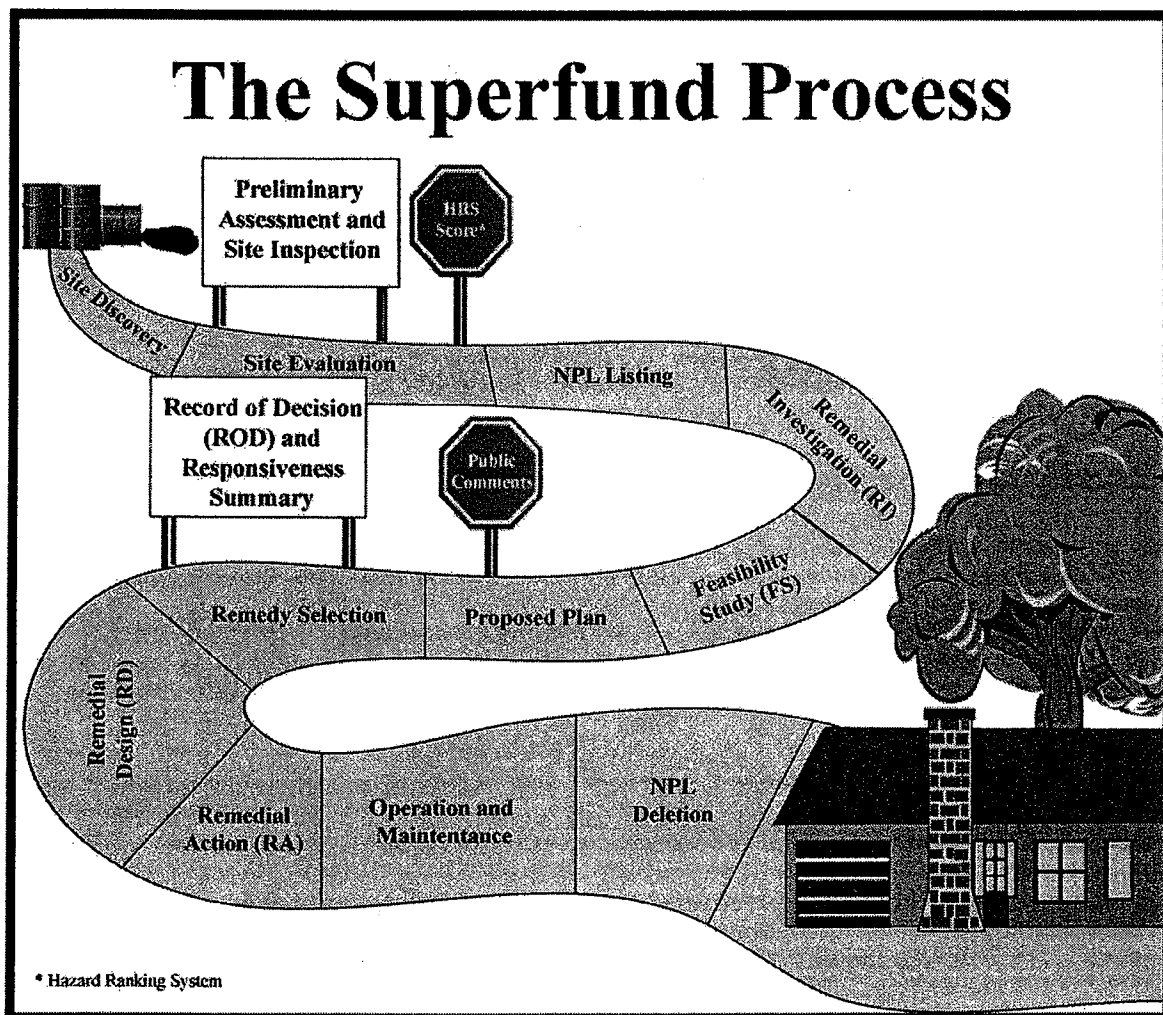 The Superfund Process
Preliminary
Assessment and
Site Inspection
HRS
Score*
Site Discovery
Site Evaluation
NPL Listing
Remedial
Investigation (RI)
Record of Decision
(ROD) and
Responsiveness
Summary
Public
Comments
Feasibility
Study (FS)
Proposed Plan
Remedy Selection
Remedial
Design (RD)
Remedial
Action (RA)
Operation and
Maintentance
NPL
Deletion
* Hazard Ranking System